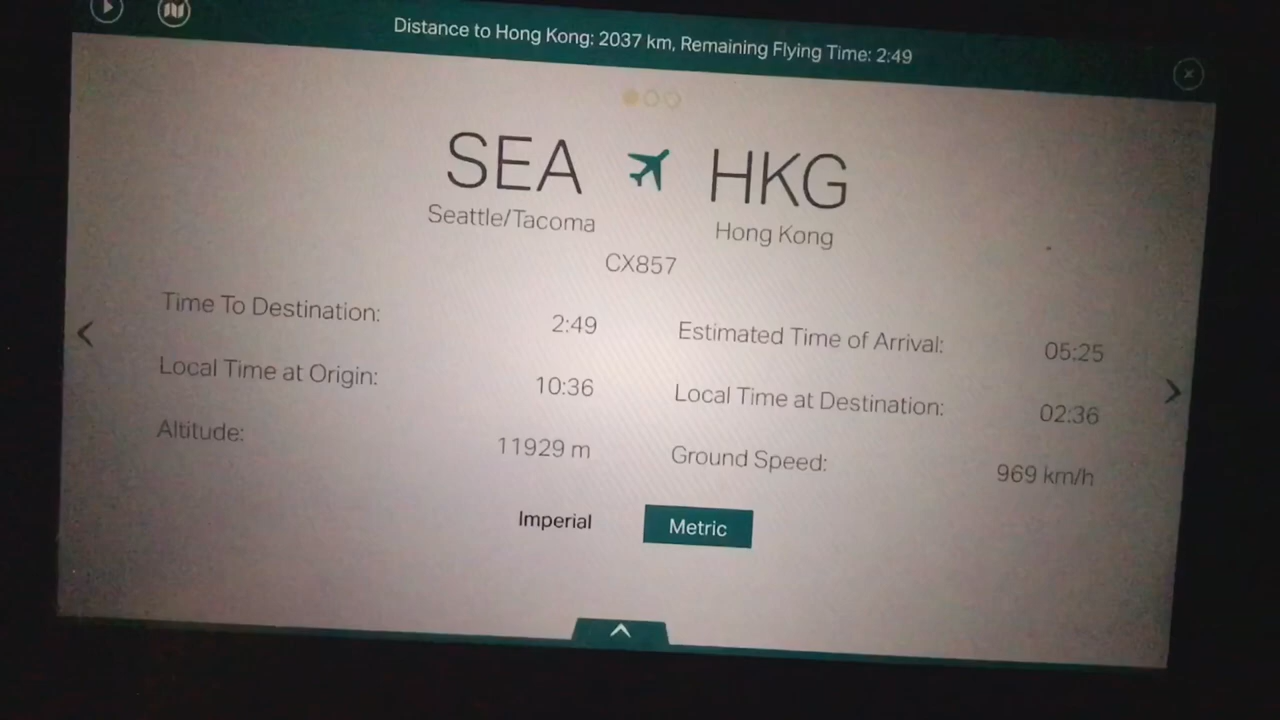 Distance to Hong Kong: 2037 km, Remaining Flying Time: 2:49
SEA HKG
Seattle/Tacoma Hong Kong
CX857
Time To Destination: 2:49 Estimated Time of Arrival: 05:25
Local Time at Origin: 10:36 Local Time at Destination: 02:36
Altitude: 11929 m Ground Speed: 969 km/h
Imperial Metric